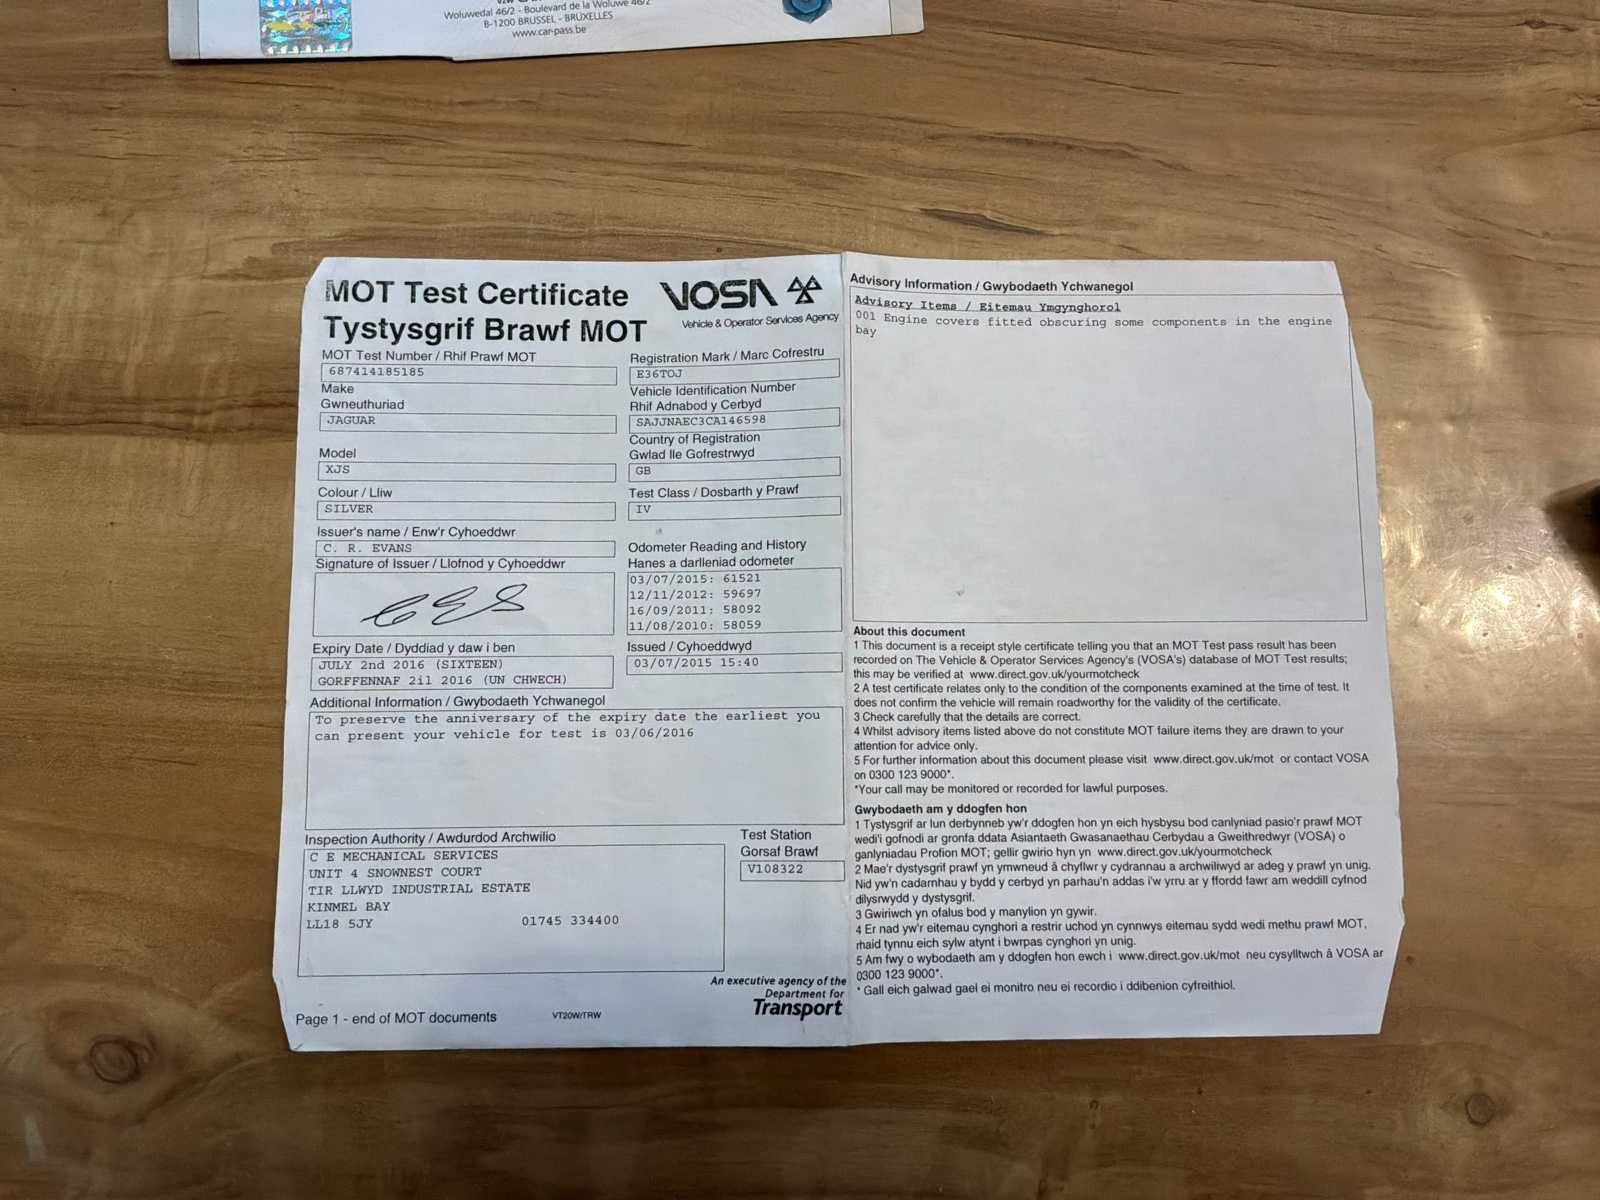 Woluwedal 46/2 - Boulevard de la Woluwe 46/2
B-1200 BRUSSEL - BRUXELLES
www.car-pass.be
MOT Test Certificate
Tystysgrif Brawf MOT
VOSA
Vehicle & Operator Services Agency
MOT Test Number / Rhif Prawf MOT
687414185185
Make
Gwneuthuriad
JAGUAR
Model
XJS
Colour / Lliw
SILVER
Issuer's name / Enw'r Cyhoeddwr
C. R. EVANS
Signature of Issuer / Llofnod y Cyhoeddwr
Expiry Date / Dyddiad y daw i ben
JULY 2nd 2016 (SIXTEEN)
GORFFENNAF 2il 2016 (UN CHWECH)
Registration Mark / Marc Cofrestru
E36TOJ
Vehicle Identification Number
Rhif Adnabod y Cerbyd
SAJJNAEC3CA146598
Country of Registration
Gwlad lle Gofrestrwyd
GB
Test Class / Dosbarth y Prawf
IV
Odometer Reading and History
Hanes a darlleniad odometer
03/07/2015: 61521
12/11/2012: 59697
16/09/2011: 58092
11/08/2010: 58059
Issued / Cyhoeddwyd
03/07/2015 15:40
Additional Information / Gwybodaeth Ychwanegol
To preserve the anniversary of the expiry date the earliest you
can present your vehicle for test is 03/06/2016
Inspection Authority / Awdurdod Archwilio
C E MECHANICAL SERVICES
UNIT 4 SNOWNEST COURT
TIR LLWYD INDUSTRIAL ESTATE
KINMEL BAY
LL18 5JY 01745 334400
Test Station
Gorsaf Brawf
V108322
An executive agency of the
Department for
Transport
Page 1 - end of MOT documents
VT20W/TRW
Advisory Information / Gwybodaeth Ychwanegol
Advisory Items / Eitemau Ymgynghorol
001 Engine covers fitted obscuring some components in the engine
bay
About this document
1 This document is a receipt style certificate telling you that an MOT Test pass result has been
recorded on The Vehicle & Operator Services Agency's (VOSA's) database of MOT Test results;
this may be verified at www.direct.gov.uk/yourmotcheck
2 A test certificate relates only to the condition of the components examined at the time of test. It
does not confirm the vehicle will remain roadworthy for the validity of the certificate.
3 Check carefully that the details are correct.
4 Whilst advisory items listed above do not constitute MOT failure items they are drawn to your
attention for advice only.
5 For further information about this document please visit www.direct.gov.uk/mot or contact VOSA
on 0300 123 9000*.
*Your call may be monitored or recorded for lawful purposes.
Gwybodaeth am y ddogfen hon
1 Tystysgrif ar lun derbynneb yw'r ddogfen hon yn eich hysbysu bod canlyniad pasio'r prawf MOT
wedi'i gofnodi ar gronfa ddata Asiantaeth Gwasanaethau Cerbydau a Gweithredwyr (VOSA) o
ganlyniadau Profion MOT; gellir gwirio hyn yn www.direct.gov.uk/yourmotcheck
2 Mae'r dystysgrif prawf yn ymwneud â chyflwr y cydrannau a archwiliwyd ar adeg y prawf yn unig.
Nid yw'n cadarnhau y bydd y cerbyd yn parhau'n addas i'w yrru ar y ffordd fawr am weddill cyfnod
dilysrwydd y dystysgrif.
3 Gwiriwch yn ofalus bod y manylion yn gywir.
4 Er nad yw'r eitemau cynghori a restrir uchod yn cynnwys eitemau sydd wedi methu prawf MOT,
rhaid tynnu eich sylw atynt i bwrpas cynghori yn unig.
5 Am fwy o wybodaeth am y ddogfen hon ewch i www.direct.gov.uk/mot neu cysylltwch â VOSA ar
0300 123 9000*.
* Gall eich galwad gael ei monitro neu ei recordio i ddibenion cyfreithiol.